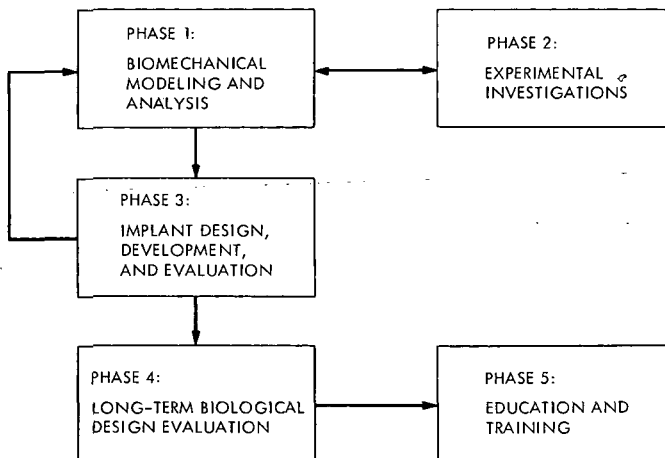 PHASE 1:
BIOMECHANICAL
MODELING AND
ANALYSIS
PHASE 2:
EXPERIMENTAL
INVESTIGATIONS
PHASE 3:
IMPLANT DESIGN,
DEVELOPMENT,
AND EVALUATION
PHASE 4:
LONG-TERM BIOLOGICAL
DESIGN EVALUATION
PHASE 5:
EDUCATION AND
TRAINING